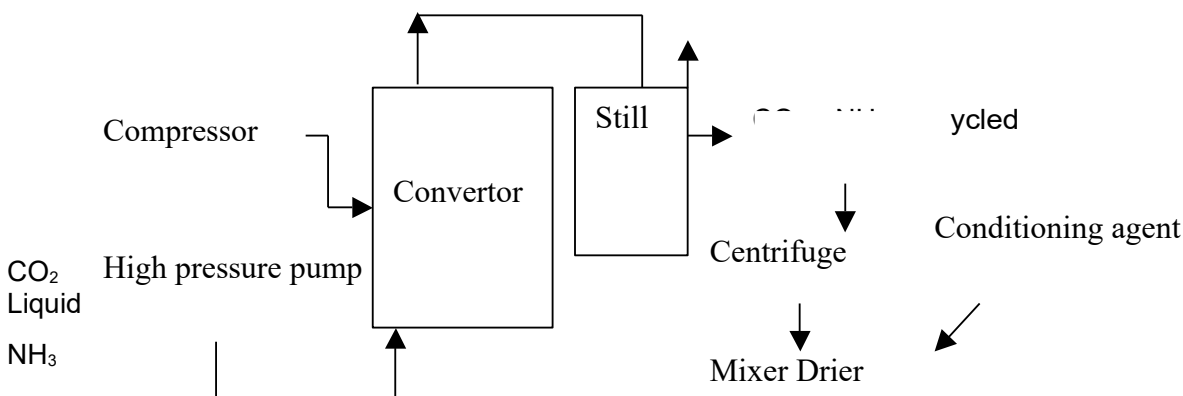 Still
Compressor
ycled
Convertor
Conditioning agent
Centrifuge
CO₂
High pressure pump
Liquid
NH₃
Mixer Drier